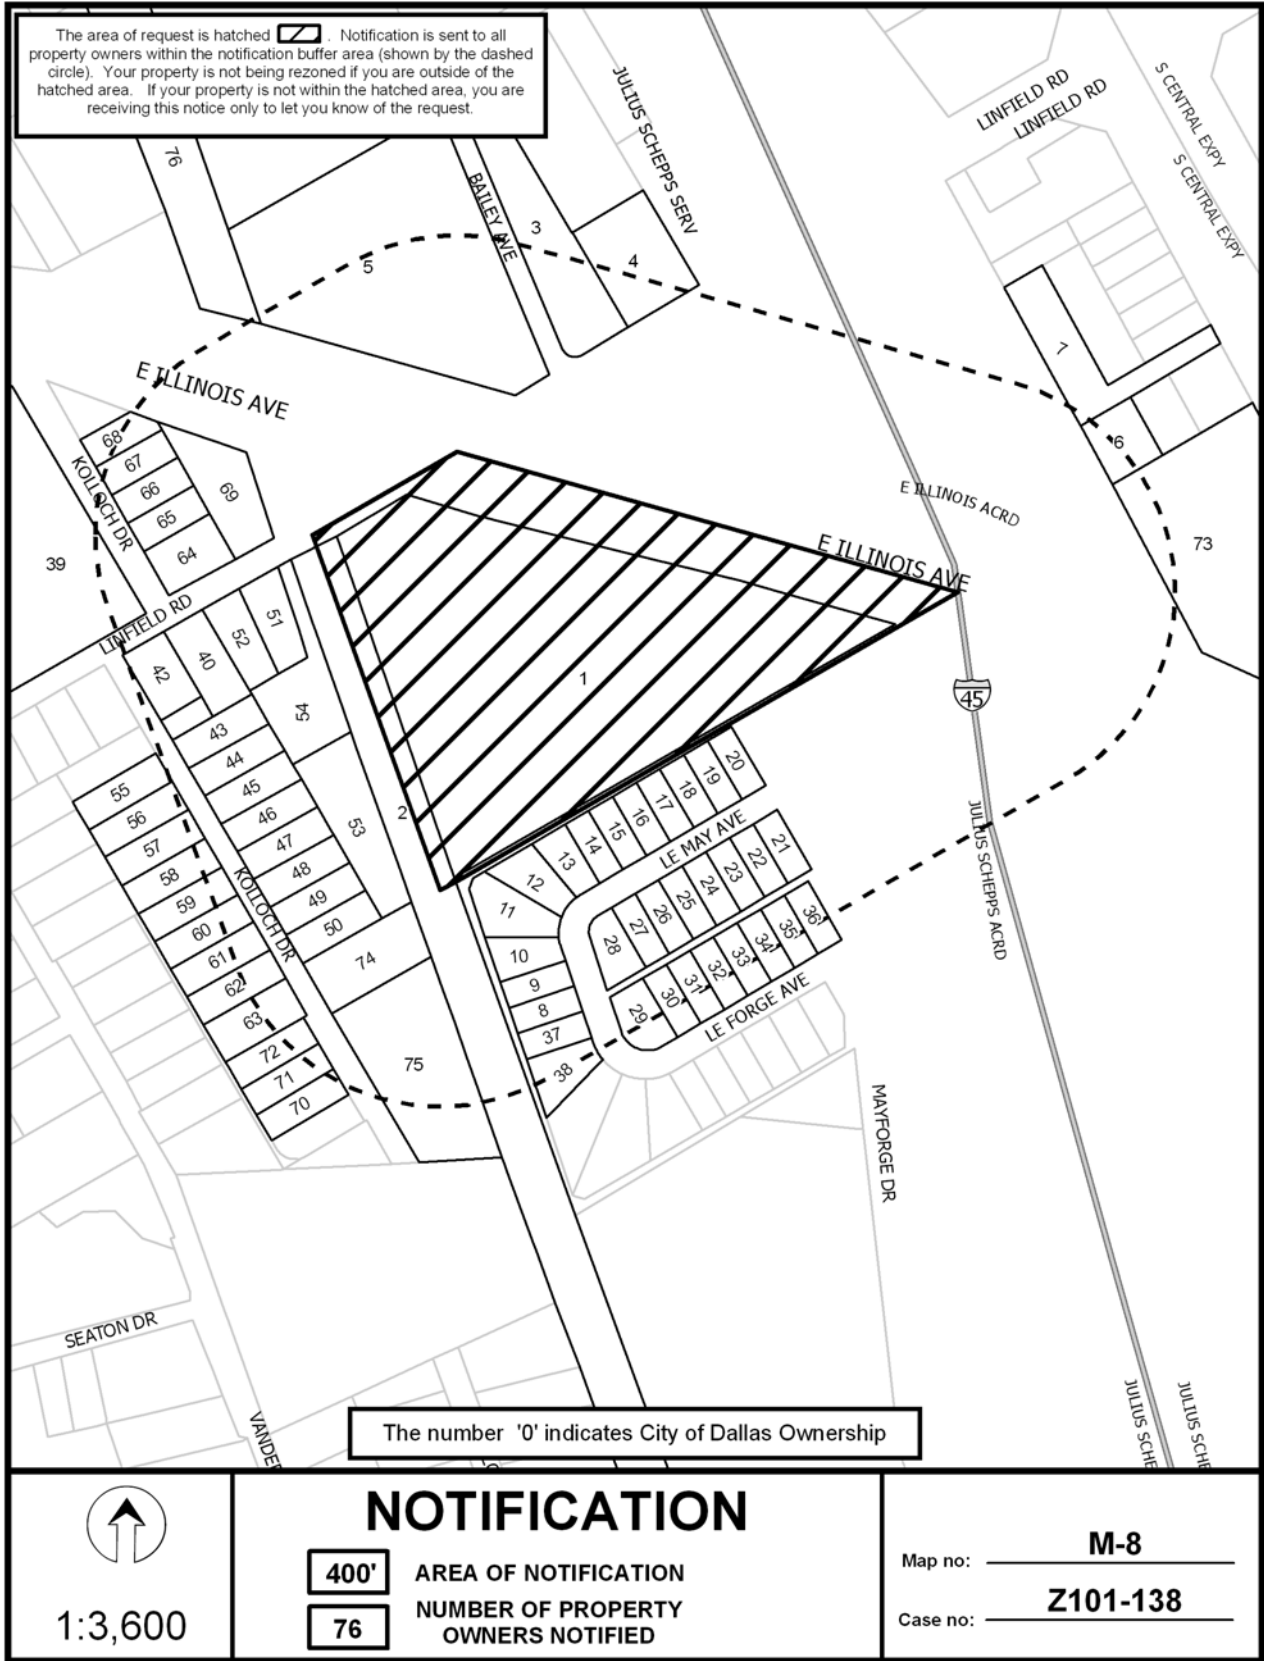 The area of request is hatched . Notification is sent to all
property owners within the notification buffer area (shown by the dashed
circle). Your property is not being rezoned if you are outside of the
hatched area. If your property is not within the hatched area, you are
receiving this notice only to let you know of the request.
JULIUS SCHEPPS SERV
LINFIELD RD
LINFIELD RD
S CENTRAL EXPY
S CENTRAL EXPY
76
BAILEY AVE
3
4
5
7
6
E ILLINOIS AVE
68
67
66
65
64
69
KOLLOCH DR
39
E ILLINOIS ACRD
E ILLINOIS AVE
73
LINFIELD RD
51
52
40
42
54
1
45
43
44
45
46
47
48
49
50
53
2
55
56
57
58
59
60
61
62
63
72
71
70
KOLLOCH DR
74
75
20
19
18
17
16
15
14
13
12
11
10
9
8
37
38
LE MAY AVE
21
22
23
24
25
26
27
28
36
35
34
33
32
31
30
29
LE FORGE AVE
JULIUS SCHEPPS ACRD
MAYFORGE DR
SEATON DR
VANDER
JULIUS SCHE
JULIUS SCHE
The number '0' indicates City of Dallas Ownership
1:3,600
NOTIFICATION
400' AREA OF NOTIFICATION
76 NUMBER OF PROPERTY
OWNERS NOTIFIED
Map no: M-8
Case no: Z101-138